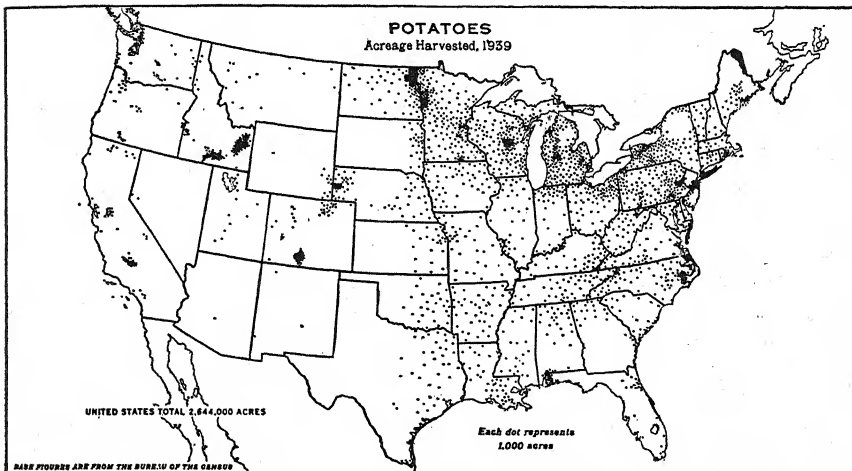 POTATOES
Acreage Harvested, 1939
UNITED STATES TOTAL 2,644,000 ACRES
Each dot represents
1,000 acres
BASE FIGURES ARE FROM THE BUREAU OF THE CENSUS